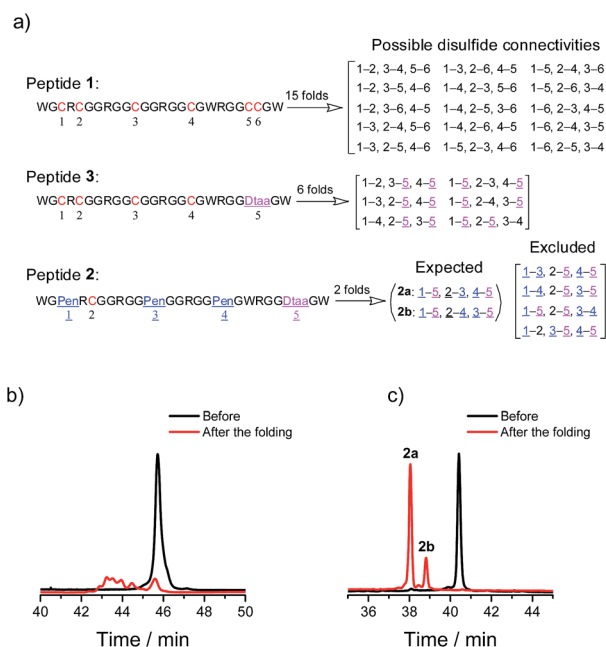 a)
Possible disulfide connectivities
Peptide 1:
WGCRCGGRGGCGGRGGCGWRGGCCGW
1 2 3 4 5 6
15 folds
1–2, 3–4, 5–6 1–3, 2–6, 4–5 1–5, 2–4, 3–6
1–2, 3–5, 4–6 1–4, 2–3, 5–6 1–5, 2–6, 3–4
1–2, 3–6, 4–5 1–4, 2–5, 3–6 1–6, 2–3, 4–5
1–3, 2–4, 5–6 1–4, 2–6, 4–5 1–6, 2–4, 3–5
1–3, 2–5, 4–6 1–5, 2–3, 4–6 1–6, 2–5, 3–4
Peptide 3:
WGCRCGGRGGCGGRGGCGWRGGDtaaGW
1 2 3 4 5
6 folds
1–2, 3–5, 4–5 1–5, 2–3, 4–5
1–3, 2–5, 4–5 1–5, 2–4, 3–5
1–4, 2–5, 3–5 1–5, 2–5, 3–4
Peptide 2:
WGPenRCGGRGGPenGGRGGPenGWRGGDtaaGW
1 2 3 4 5
2 folds
Expected
2a: 1–5, 2–3, 4–5
2b: 1–5, 2–4, 3–5
Excluded
1–3, 2–5, 4–5
1–4, 2–5, 3–5
1–5, 2–5, 3–4
1–2, 3–5, 4–5
b)
Before
After the folding
40 42 44 46 48 50
Time / min
c)
Before
After the folding
2a
2b
36 38 40 42 44
Time / min